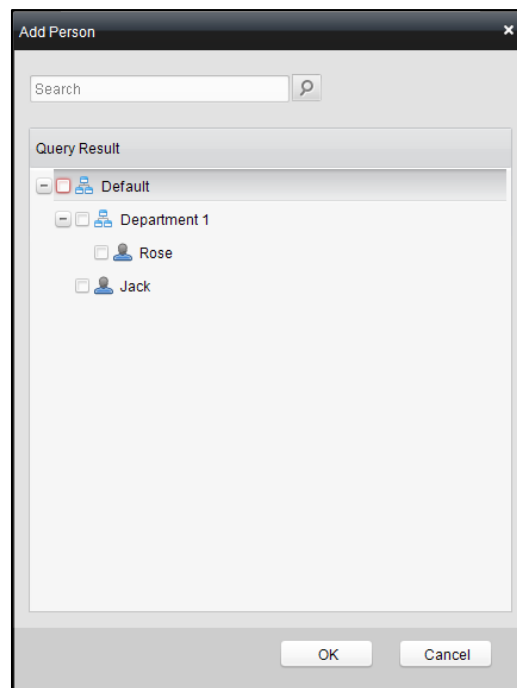 Add Person
Search
Query Result
Default
Department 1
Rose
Jack
OK Cancel